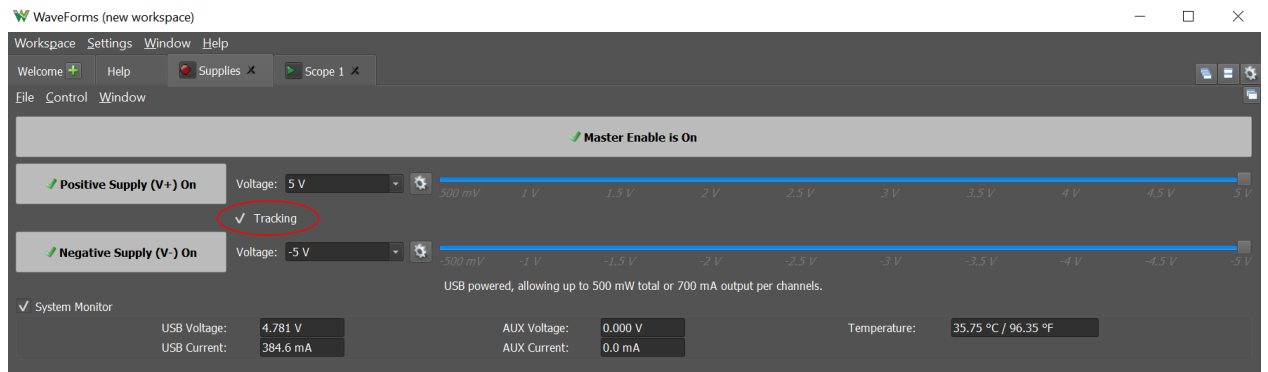 WaveForms (new workspace)
Workspace Settings Window Help
Welcome Help Supplies Scope 1
File Control Window
Master Enable is On
Positive Supply (V+) On Voltage: 5 V 500 mV 1 V 1.5 V 2 V 2.5 V 3 V 3.5 V 4 V 4.5 V 5 V
Tracking
Negative Supply (V-) On Voltage: -5 V -500 mV -1 V -1.5 V -2 V -2.5 V -3 V -3.5 V -4 V -4.5 V -5 V
USB powered, allowing up to 500 mW total or 700 mA output per channels.
System Monitor
USB Voltage: 4.781 V AUX Voltage: 0.000 V Temperature: 35.75 ºC / 96.35 ºF
USB Current: 384.6 mA AUX Current: 0.0 mA